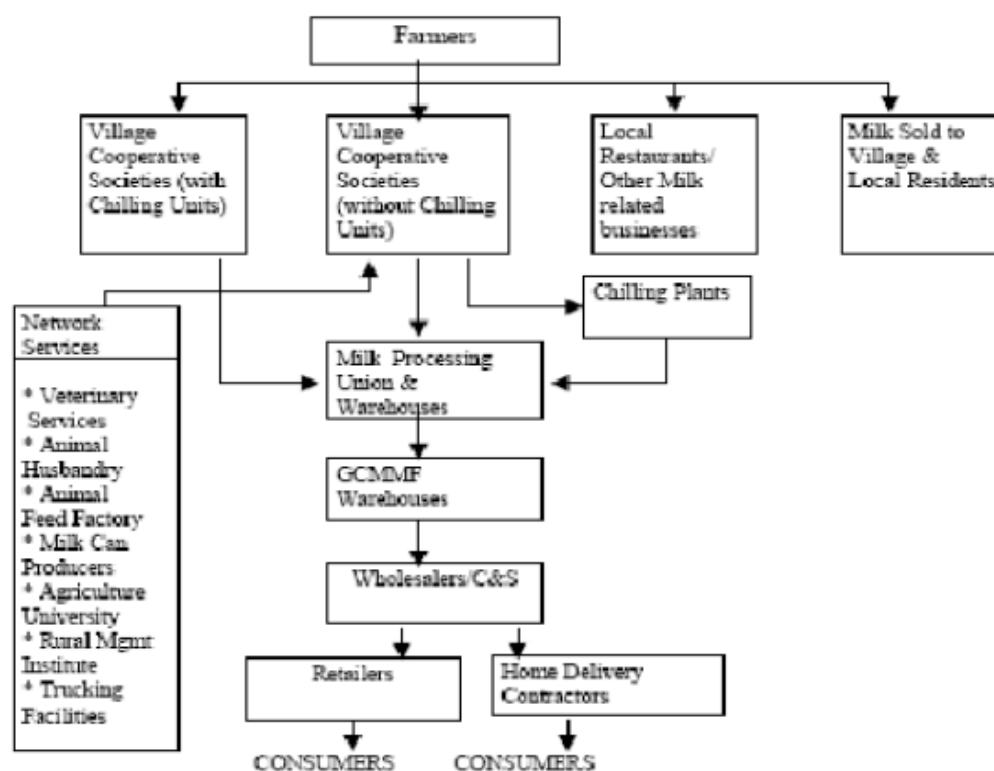 Farmers
Village
Cooperative
Societies (with
Chilling Units)
Village
Cooperative
Societies
(without Chilling
Units)
Local
Restaurants/
Other Milk
related
businesses
Milk Sold to
Village &
Local Residents
Chilling Plants
Network
Services
* Veterinary
Services
* Animal
Husbandry
* Animal
Feed Factory
* Milk Can
Producers
* Agriculture
University
* Rural Mgmt
Institute
* Trucking
Facilities
Milk Processing
Union &
Warehouses
GCMMF
Warehouses
Wholesalers/C&S
Retailers
Home Delivery
Contractors
CONSUMERS
CONSUMERS